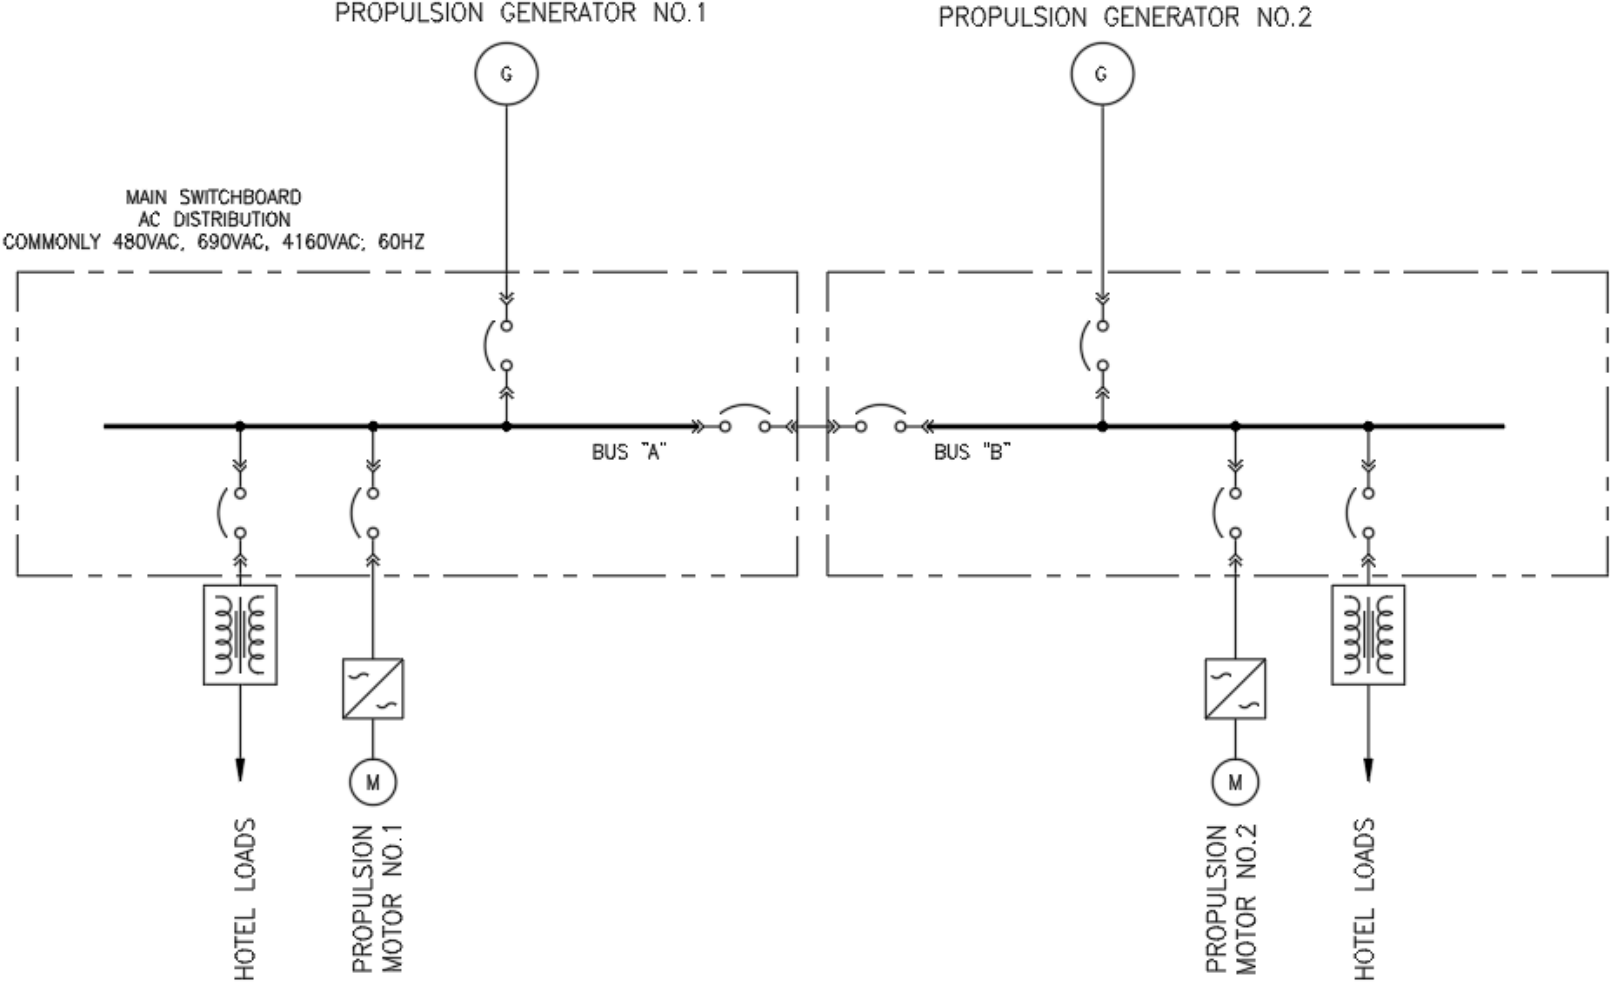 PROPULSION GENERATOR NO.1
PROPULSION GENERATOR NO.2
G
G
MAIN SWITCHBOARD
AC DISTRIBUTION
COMMONLY 480VAC, 690VAC, 4160VAC; 60HZ
BUS "A"
BUS "B"
M
M
HOTEL LOADS
PROPULSION
MOTOR NO.1
PROPULSION
MOTOR NO.2
HOTEL LOADS